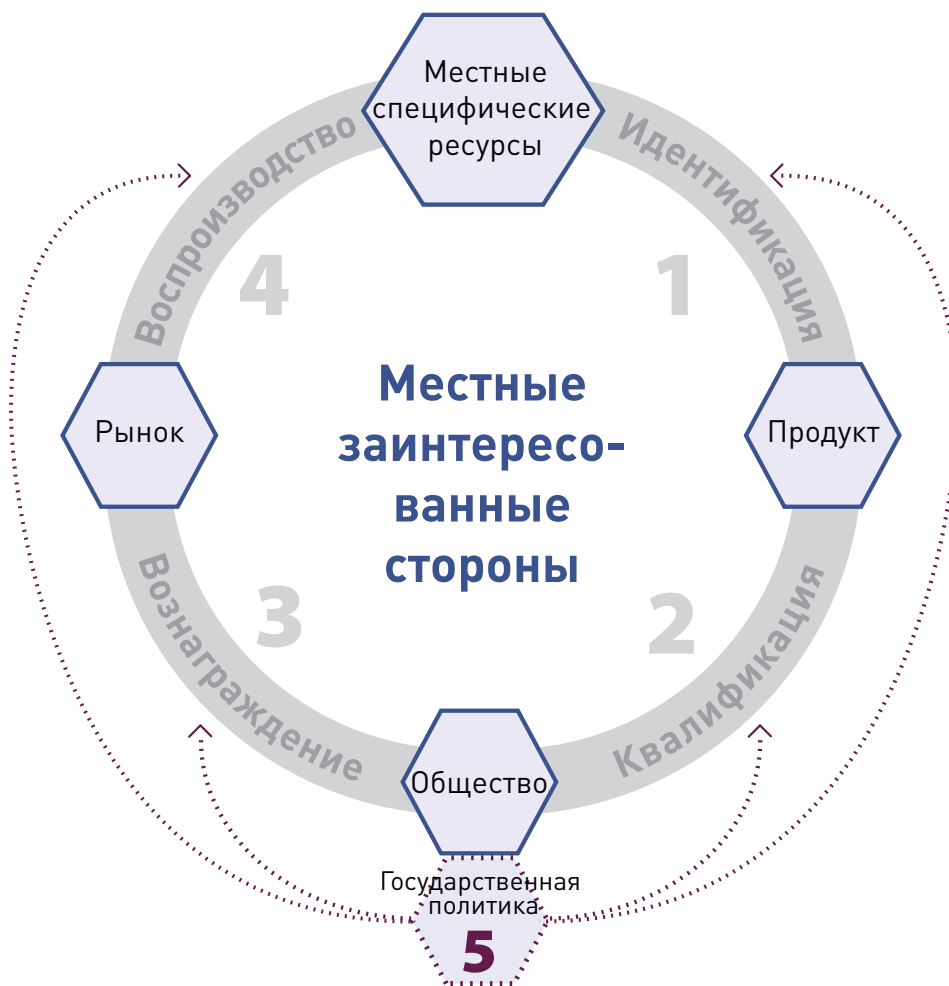 Местные
специфические
ресурсы
Воспроизводство
Идентификация
4
1
Рынок
Местные
заинтересо-
ванные
стороны
Продукт
3
2
Вознаграждение
Квалификация
Общество
Государственная
политика
5